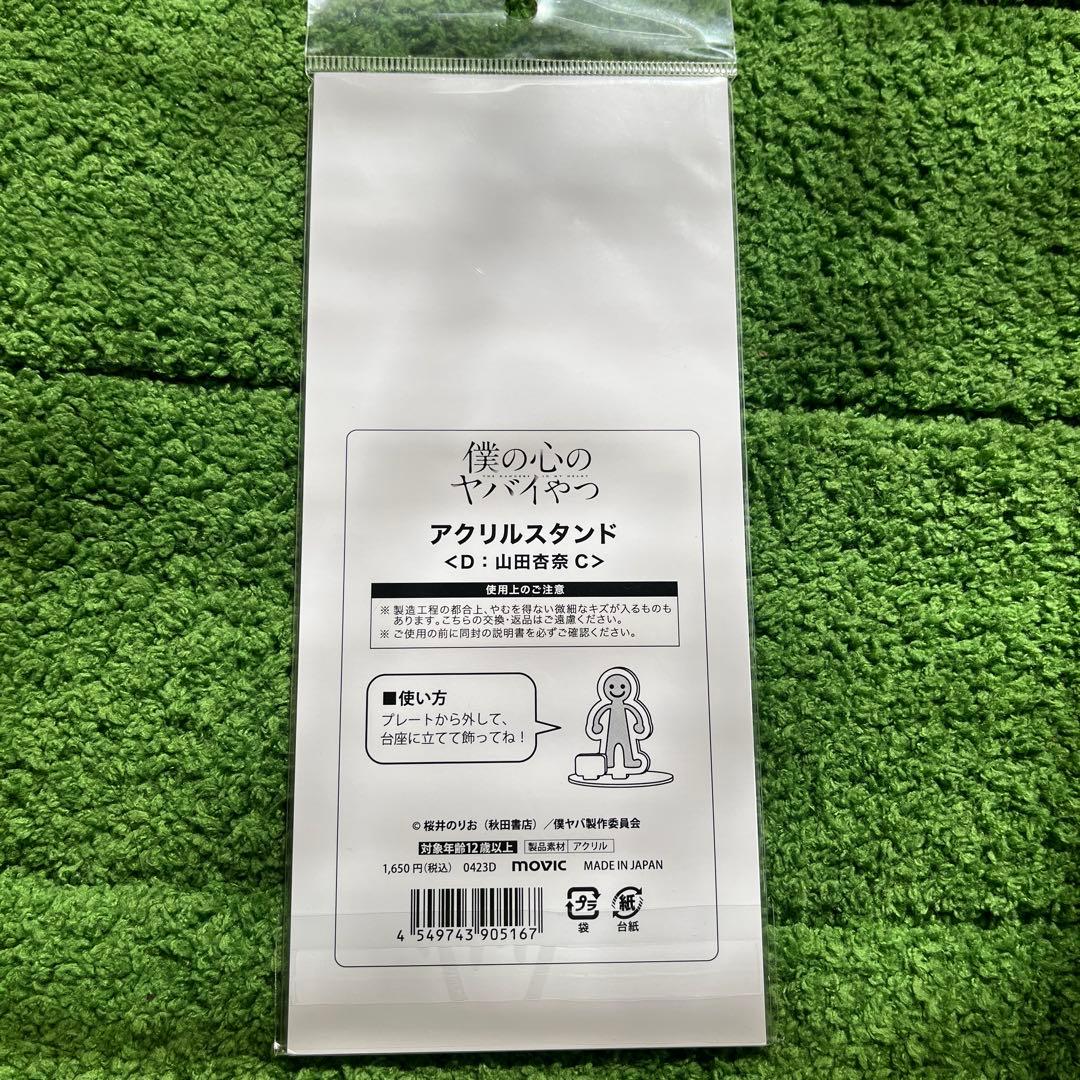 僕の心の
ヤバイやつ
アクリルスタンド
<D：山田杏奈 C>
使用上のご注意
※ 製造工程の都合上、やむを得ない微細なキズが入るものも
あります。こちらの交換・返品はご遠慮ください。
※ ご使用の前に同封の説明書を必ずご確認ください。
■使い方
プレートから外して、
台座に立てて飾ってね！
© 桜井のりお（秋田書店）／僕ヤバ製作委員会
対象年齢12歳以上 製品素材 アクリル
1,650円（税込） 0423D movic MADE IN JAPAN
プラ 紙
袋 台紙
4 549743 905167